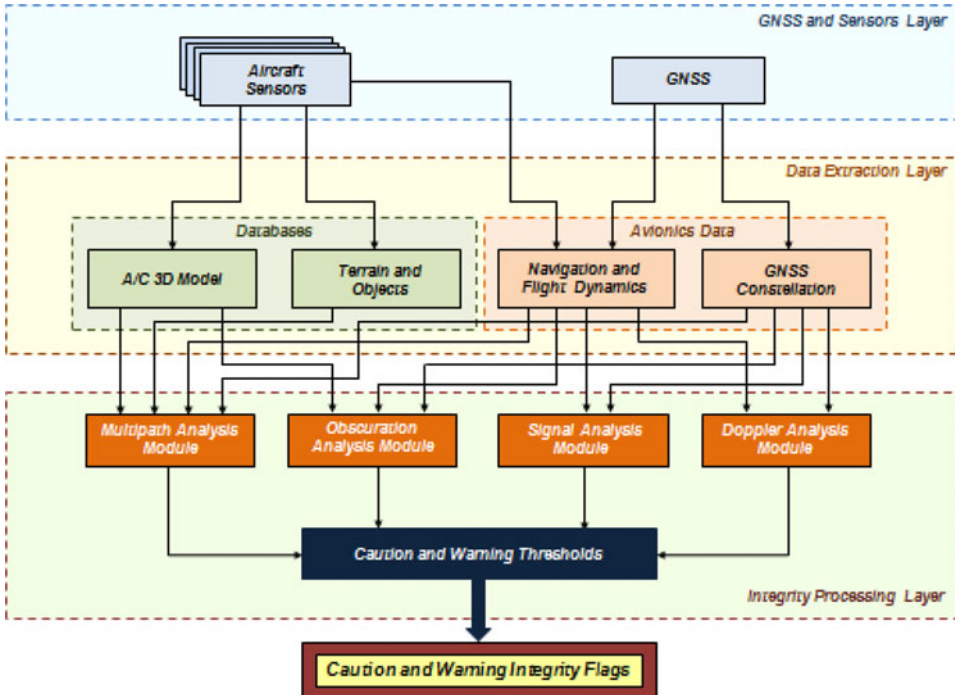 GNSS and Sensors Layer
Aircraft
Sensors
GNSS
Data Extraction Layer
Databases
Avionics Data
A/C 3D Model
Terrain and
Objects
Navigation and
Flight Dynamics
GNSS
Constellation
Multipath Analysis
Module
Obscuration
Analysis Module
Signal Analysis
Module
Doppler Analysis
Module
Caution and Warning Thresholds
Integrity Processing Layer
Caution and Warning Integrity Flags